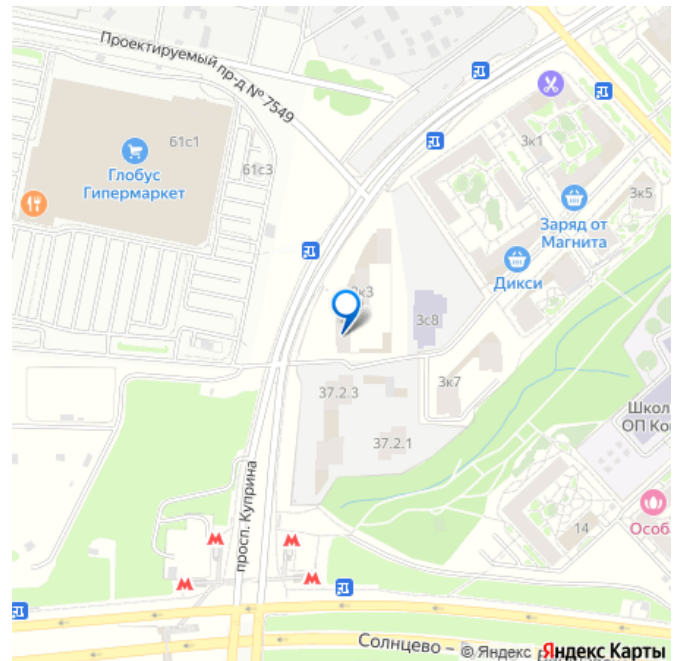 Проектируемый пр-д № 7549
61с1
Глобус
Гипермаркет
61с3
3к1
3к5
Заряд от
Магнита
Дикси
3с8
3к7
37.2.3
37.2.1
Школ
ОП Ко
просп. Куприна
14
Особ
Солнцево –
© Яндекс
Яндекс Карты